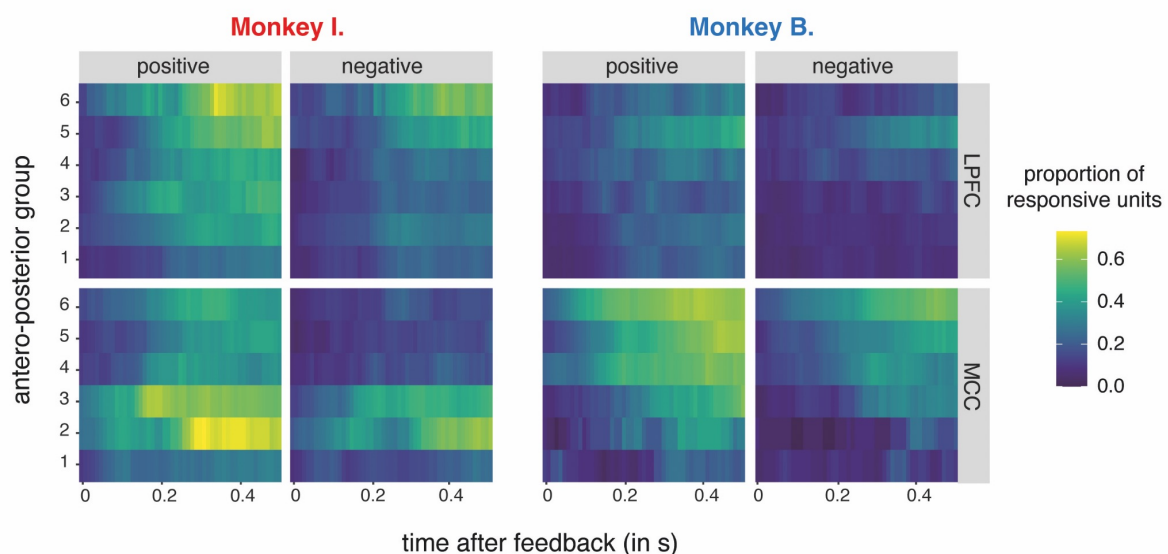 Monkey I.
Monkey B.
positive
negative
positive
negative
antero-posterior group
6
5
4
3
2
1
LPFC
6
5
4
3
2
1
MCC
0
0.2
0.4
0
0.2
0.4
0
0.2
0.4
0
0.2
0.4
time after feedback (in s)
proportion of
responsive units
0.6
0.4
0.2
0.0